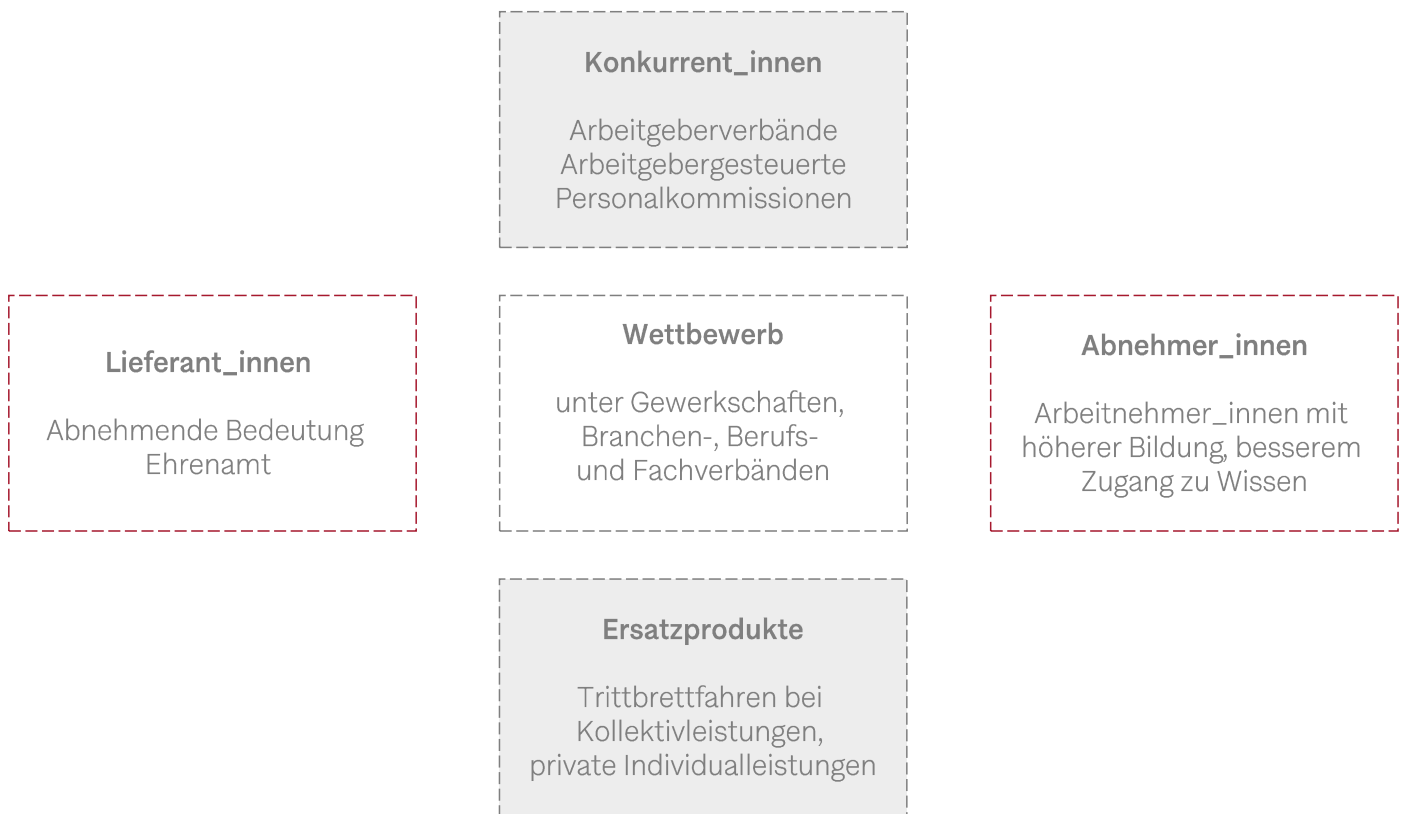 Konkurrent_innen
Arbeitgeberverbände
Arbeitgebergesteuerte
Personalkommissionen
Lieferant_innen
Abnehmende Bedeutung
Ehrenamt
Wettbewerb
unter Gewerkschaften,
Branchen-, Berufs-
und Fachverbänden
Abnehmer_innen
Arbeitnehmer_innen mit
höherer Bildung, besserem
Zugang zu Wissen
Ersatzprodukte
Trittbrettfahren bei
Kollektivleistungen,
private Individualleistungen